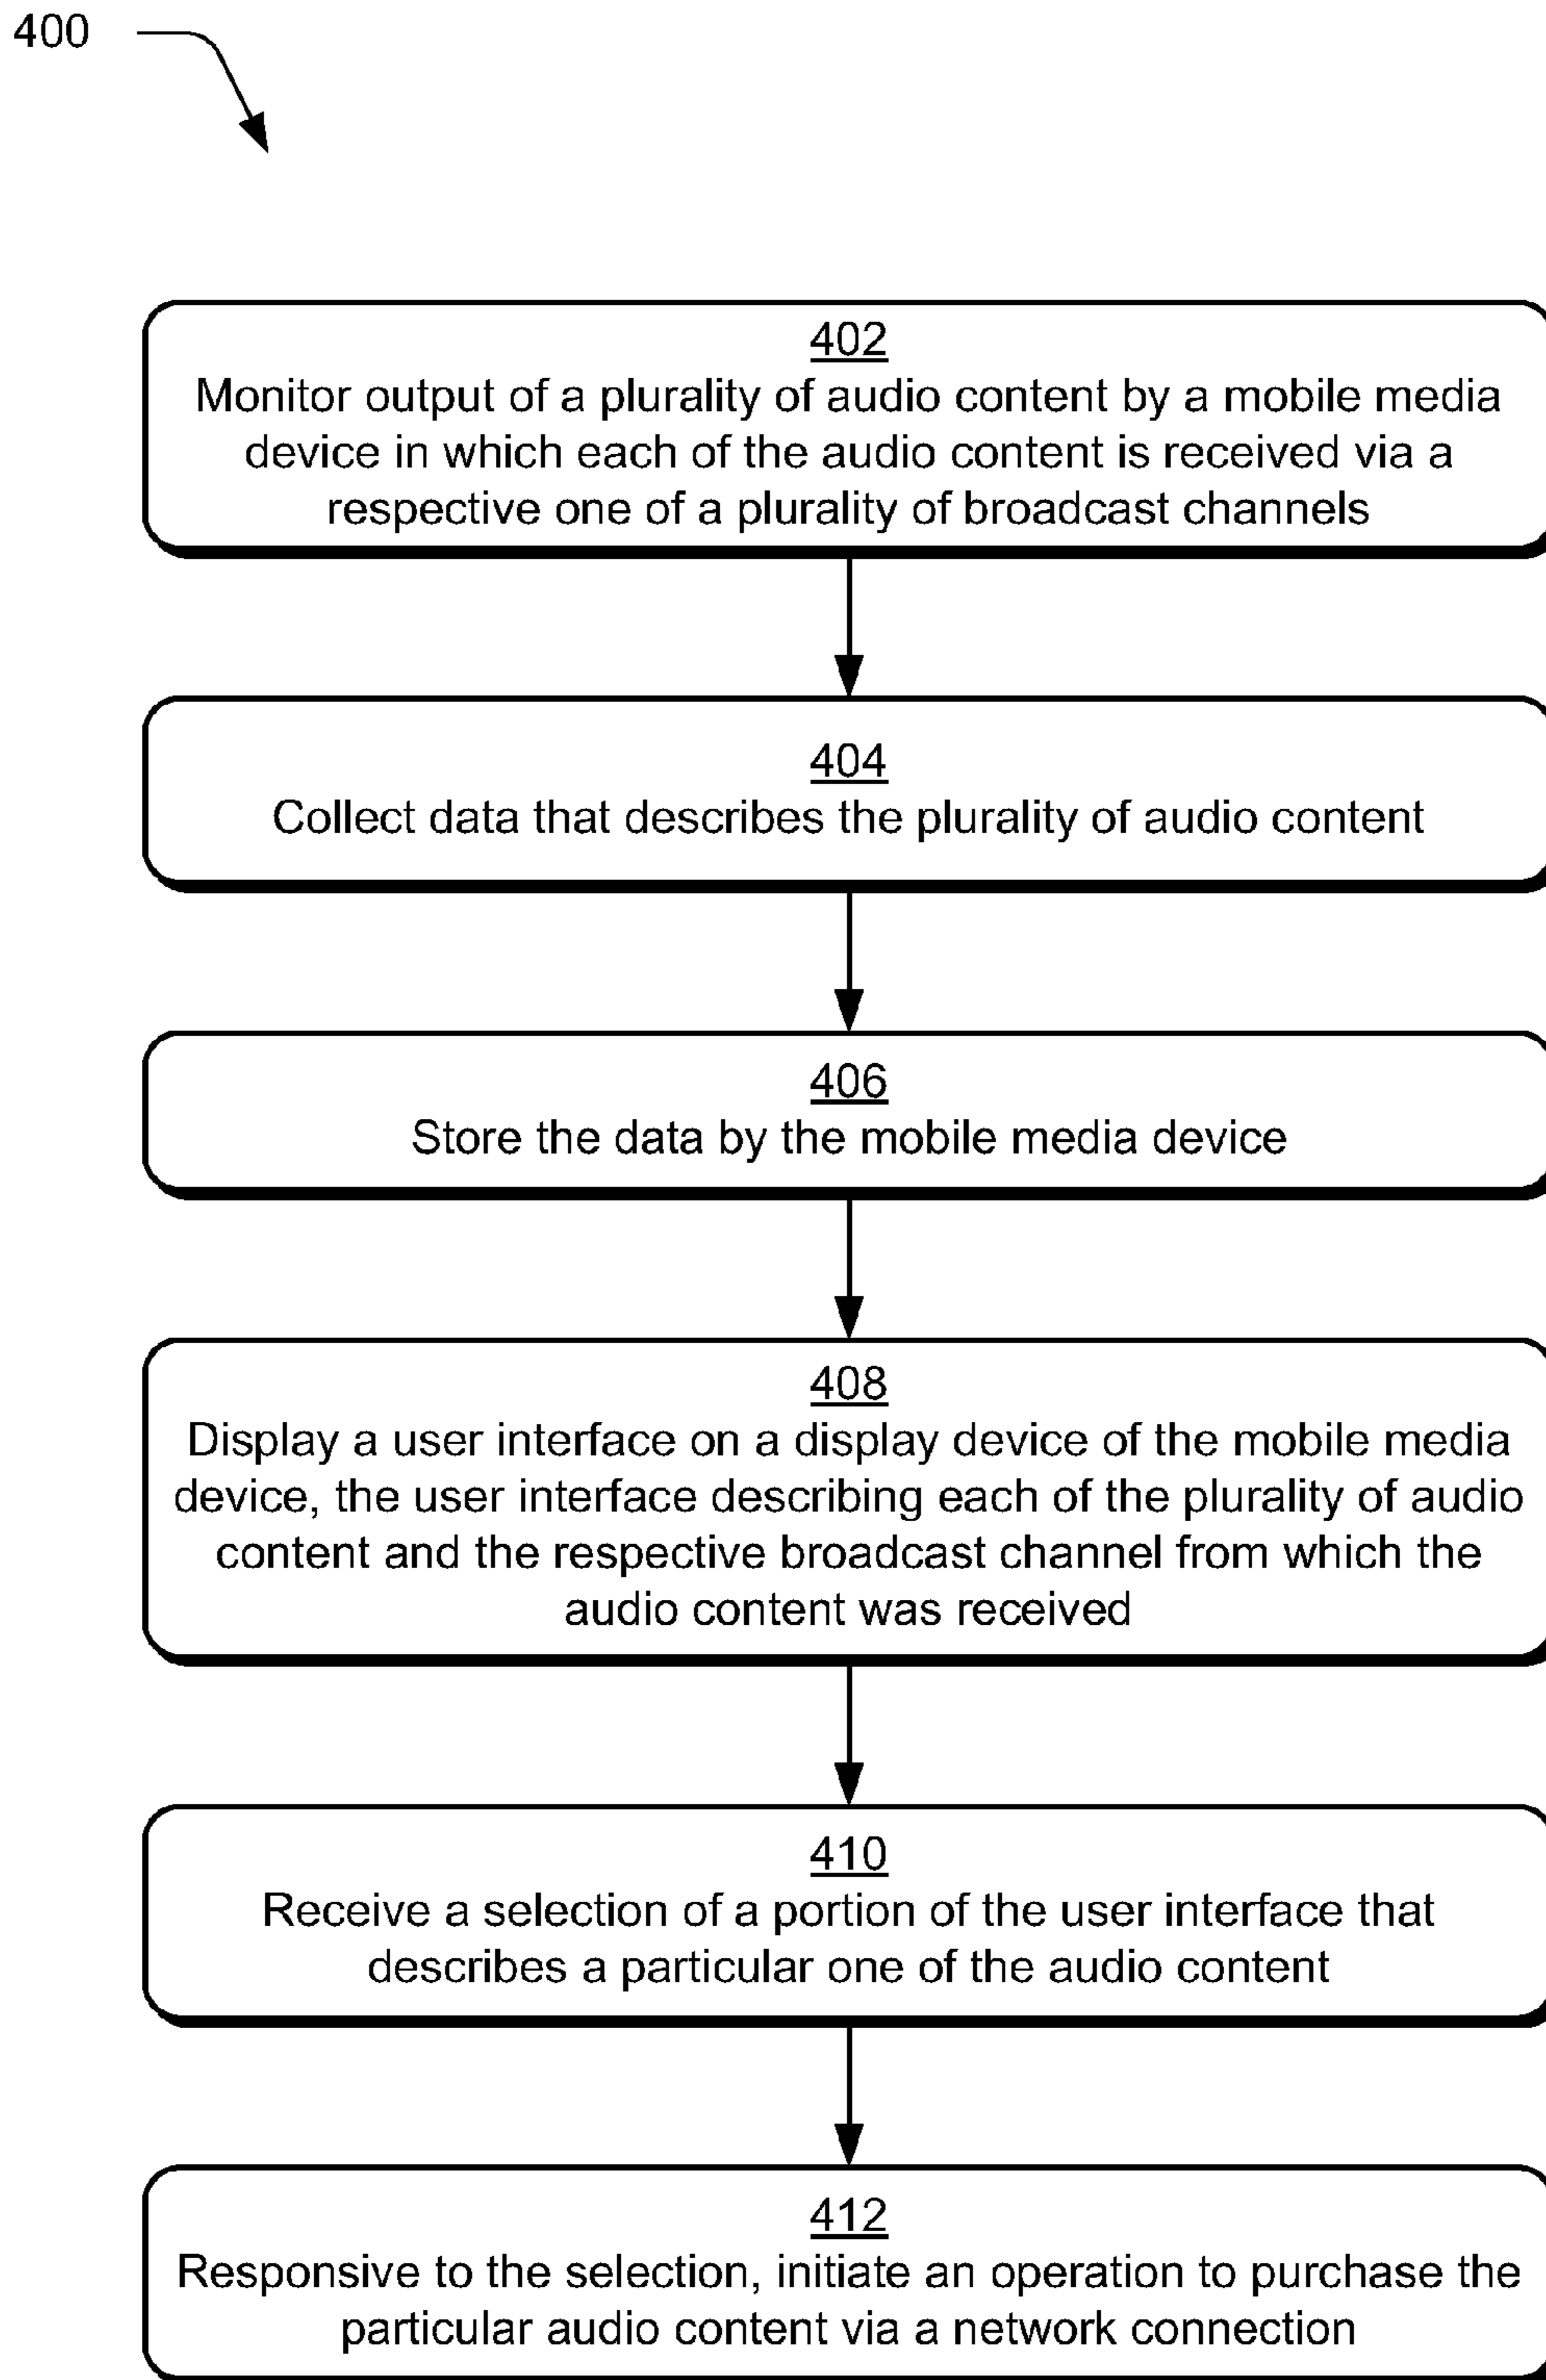 400
402
Monitor output of a plurality of audio content by a mobile media
device in which each of the audio content is received via a
respective one of a plurality of broadcast channels
404
Collect data that describes the plurality of audio content
406
Store the data by the mobile media device
408
Display a user interface on a display device of the mobile media
device, the user interface describing each of the plurality of audio
content and the respective broadcast channel from which the
audio content was received
410
Receive a selection of a portion of the user interface that
describes a particular one of the audio content
412
Responsive to the selection, initiate an operation to purchase the
particular audio content via a network connection